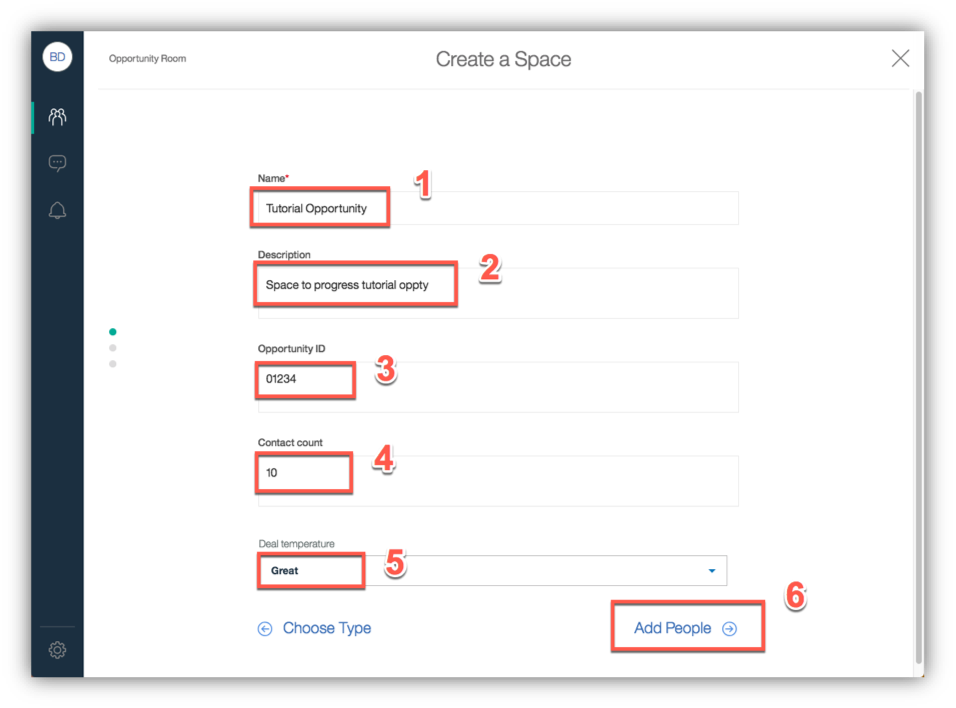 BD
Opportunity Room
Create a Space
Name*
1
Tutorial Opportunity
Description
2
Space to progress tutorial oppty
Opportunity ID
3
01234
Contact count
4
10
Deal temperature
5
Great
6
Choose Type
Add People